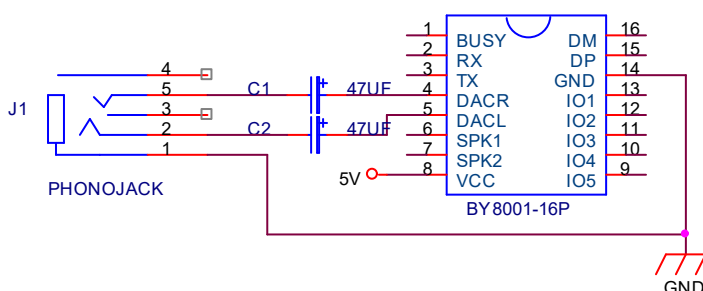 J1
4
5
3
2
1
PHONOJACK
C1
47UF
C2
47UF
5V
1
2
3
4
5
6
7
8
BUSY
RX
TX
DACR
DACL
SPK1
SPK2
VCC
DM
DP
GND
IO1
IO2
IO3
IO4
IO5
16
15
14
13
12
11
10
9
BY8001-16P
GND